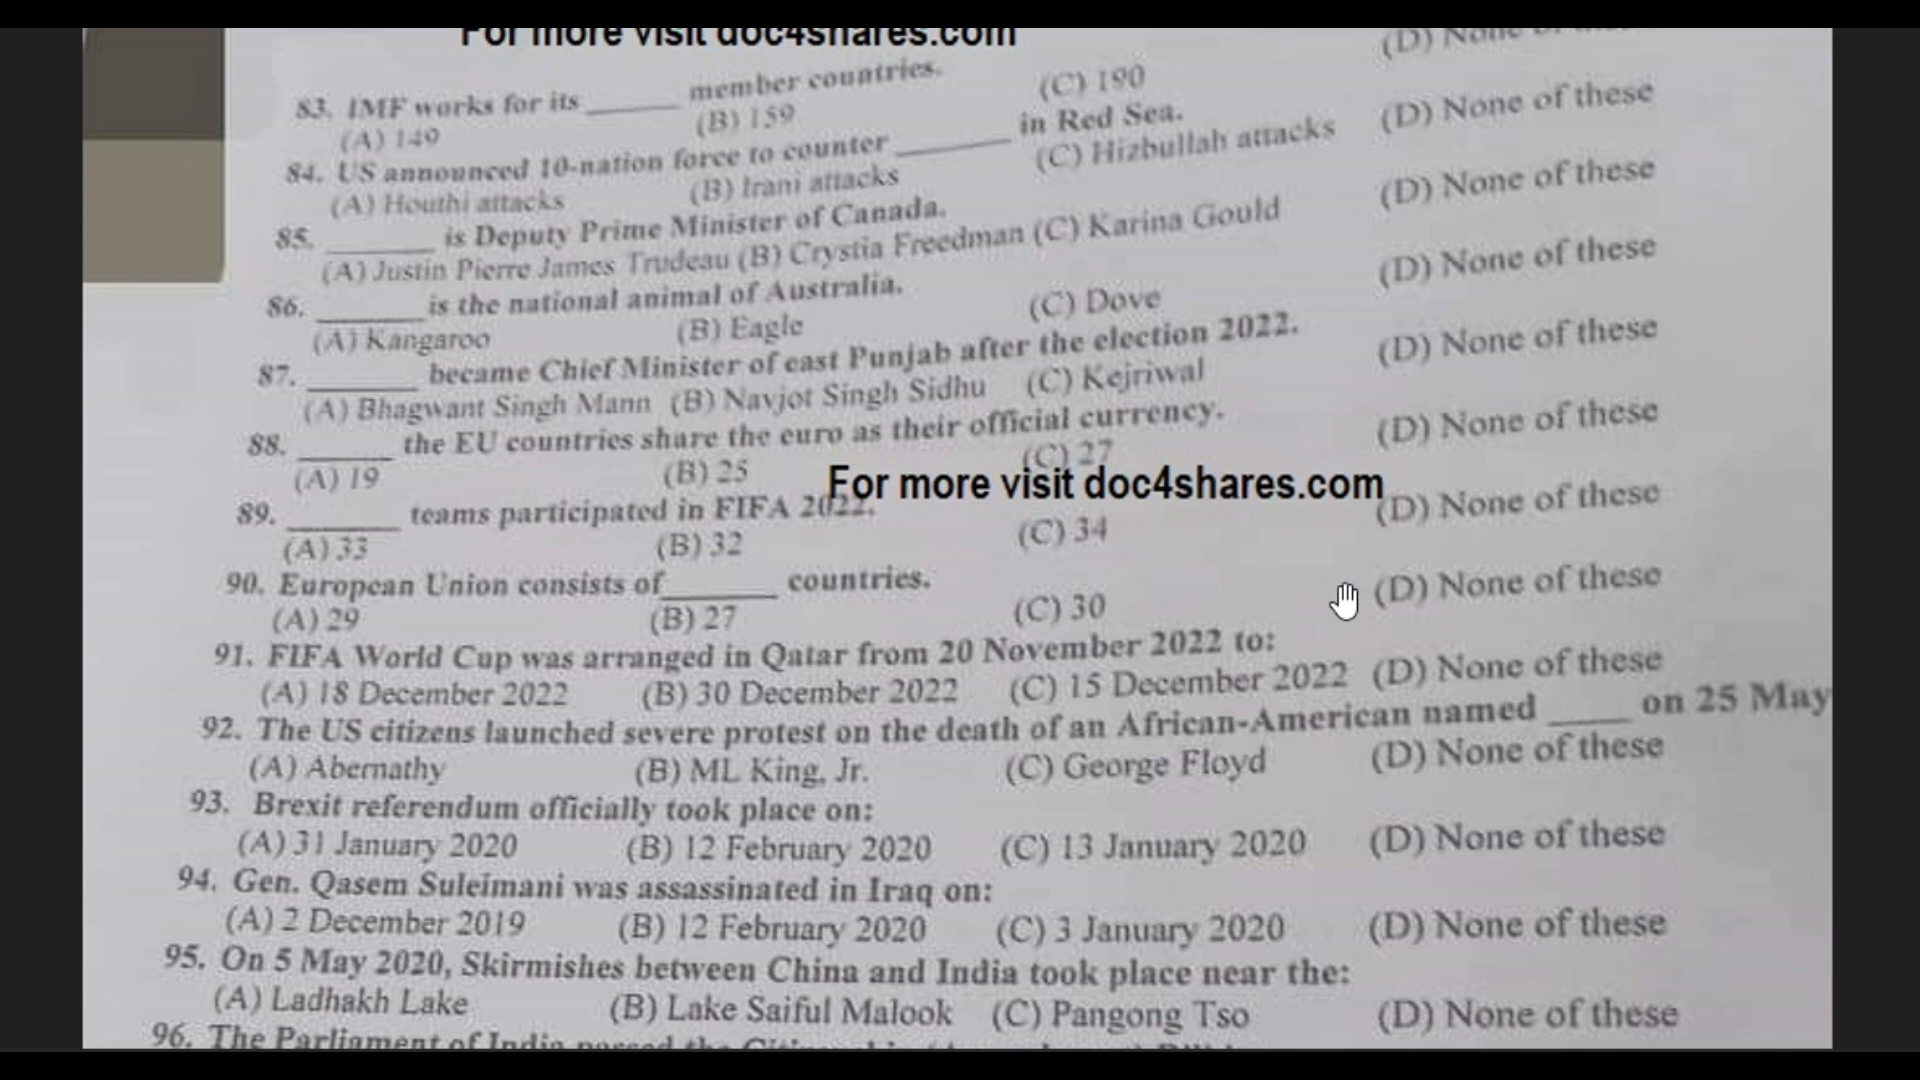 For more visit doc4shares.com
(D) None of these
83. IMF works for its ______ member countries.
(A) 149 (B) 159 (C) 190 (D) None of these
84. US announced 10-nation force to counter ______ in Red Sea.
(A) Houthi attacks (B) Irani attacks (C) Hizbullah attacks (D) None of these
85. ______ is Deputy Prime Minister of Canada.
(A) Justin Pierre James Trudeau (B) Crystia Freedman (C) Karina Gould (D) None of these
86. ______ is the national animal of Australia.
(A) Kangaroo (B) Eagle (C) Dove (D) None of these
87. ______ became Chief Minister of east Punjab after the election 2022.
(A) Bhagwant Singh Mann (B) Navjot Singh Sidhu (C) Kejriwal (D) None of these
88. ______ the EU countries share the euro as their official currency.
(A) 19 (B) 25 (C) 27 (D) None of these
For more visit doc4shares.com
89. ______ teams participated in FIFA 2022.
(A) 33 (B) 32 (C) 34 (D) None of these
90. European Union consists of ______ countries.
(A) 29 (B) 27 (C) 30 (D) None of these
91. FIFA World Cup was arranged in Qatar from 20 November 2022 to:
(A) 18 December 2022 (B) 30 December 2022 (C) 15 December 2022 (D) None of these
92. The US citizens launched severe protest on the death of an African-American named ____ on 25 May
(A) Abernathy (B) ML King, Jr. (C) George Floyd (D) None of these
93. Brexit referendum officially took place on:
(A) 31 January 2020 (B) 12 February 2020 (C) 13 January 2020 (D) None of these
94. Gen. Qasem Suleimani was assassinated in Iraq on:
(A) 2 December 2019 (B) 12 February 2020 (C) 3 January 2020 (D) None of these
95. On 5 May 2020, Skirmishes between China and India took place near the:
(A) Ladhakh Lake (B) Lake Saiful Malook (C) Pangong Tso (D) None of these
96. The Parliament of India passed the